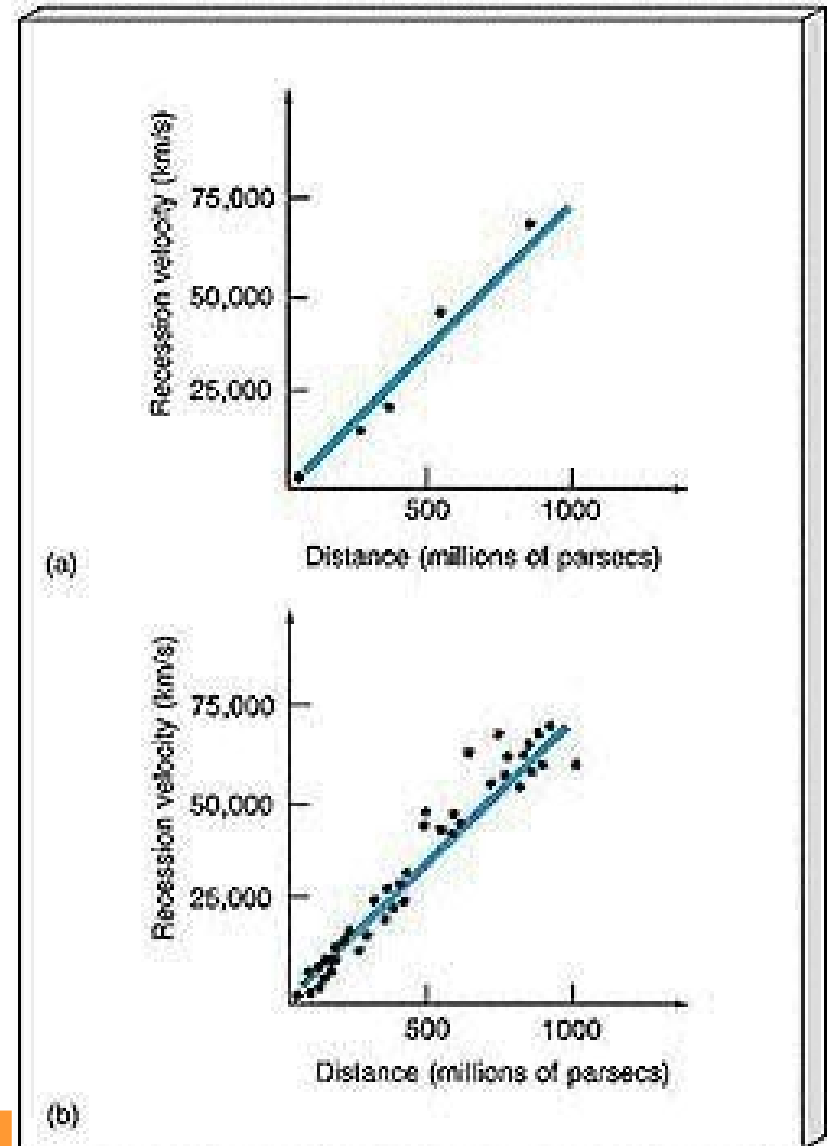 Recession velocity (km/s)
75,000
50,000
25,000
500 1000
Distance (millions of parsecs)
(a)
Recession velocity (km/s)
75,000
50,000
25,000
500 1000
Distance (millions of parsecs)
(b)